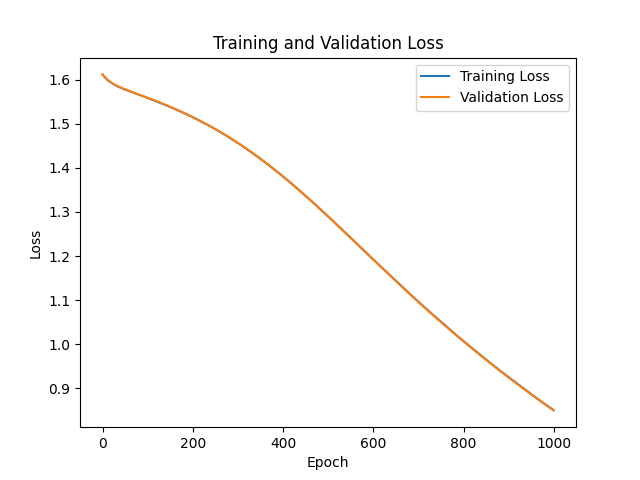 Training and Validation Loss
Training Loss
Validation Loss
Loss
1.6
1.5
1.4
1.3
1.2
1.1
1.0
0.9
0 200 400 600 800 1000
Epoch